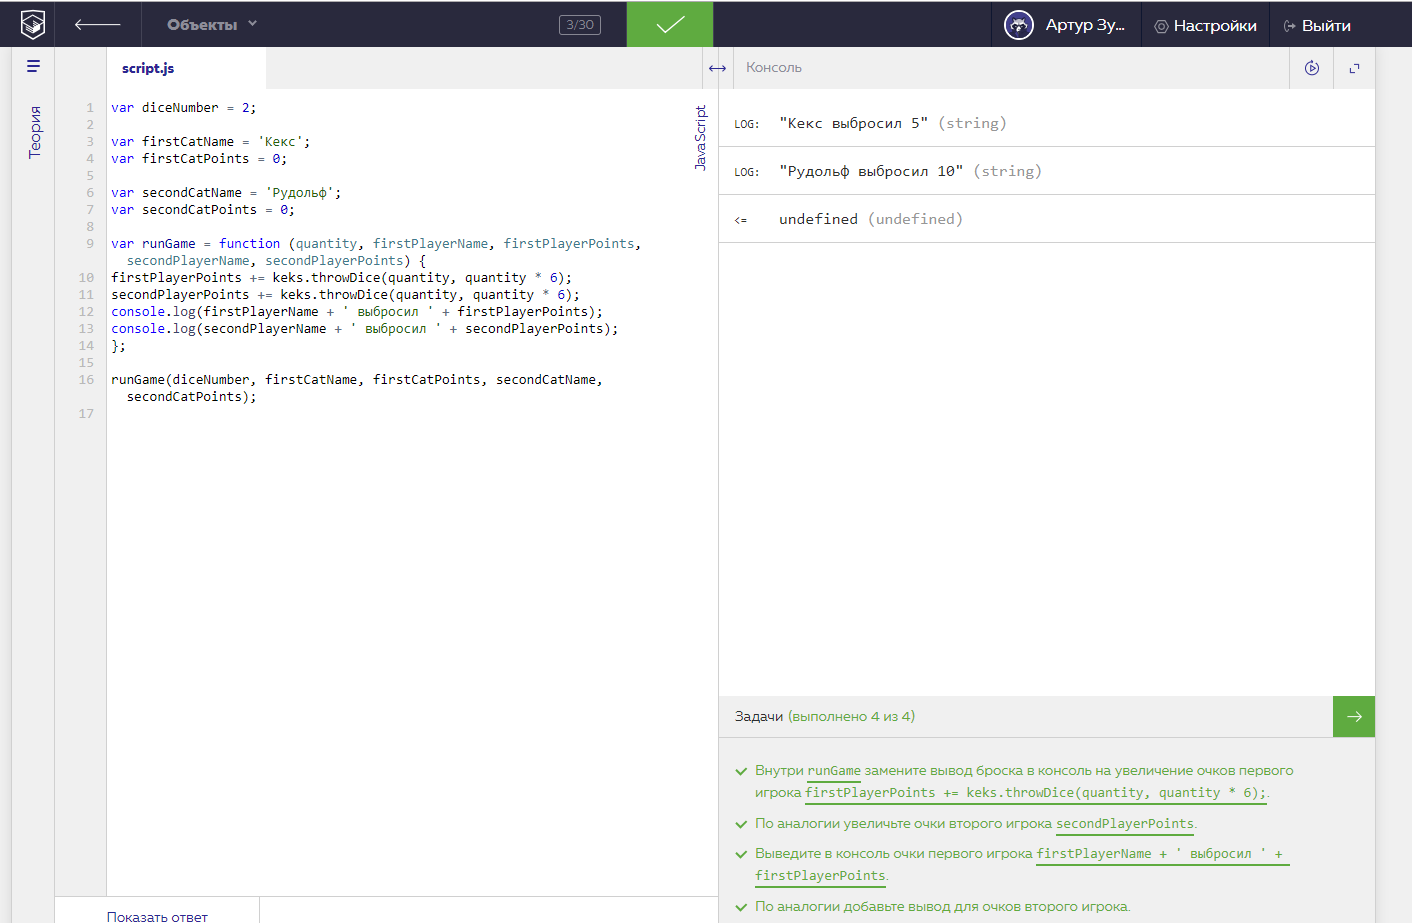 Объекты
3/30
Артур Зу...
Настройки
Выйти
Теория
script.js
JavaScript
1 var diceNumber = 2;
2
3 var firstCatName = 'Кекс';
4 var firstCatPoints = 0;
5
6 var secondCatName = 'Рудольф';
7 var secondCatPoints = 0;
8
9 var runGame = function (quantity, firstPlayerName, firstPlayerPoints,
secondPlayerName, secondPlayerPoints) {
10 firstPlayerPoints += keks.throwDice(quantity, quantity * 6);
11 secondPlayerPoints += keks.throwDice(quantity, quantity * 6);
12 console.log(firstPlayerName + ' выбросил ' + firstPlayerPoints);
13 console.log(secondPlayerName + ' выбросил ' + secondPlayerPoints);
14 };
15
16 runGame(diceNumber, firstCatName, firstCatPoints, secondCatName,
secondCatPoints);
17
Показать ответ
Консоль
LOG: "Кекс выбросил 5" (string)
LOG: "Рудольф выбросил 10" (string)
<= undefined (undefined)
Задачи (выполнено 4 из 4)
Внутри runGame замените вывод броска в консоль на увеличение очков первого
игрока firstPlayerPoints += keks.throwDice(quantity, quantity * 6);.
По аналогии увеличьте очки второго игрока secondPlayerPoints.
Выведите в консоль очки первого игрока firstPlayerName + ' выбросил ' +
firstPlayerPoints.
По аналогии добавьте вывод для очков второго игрока.